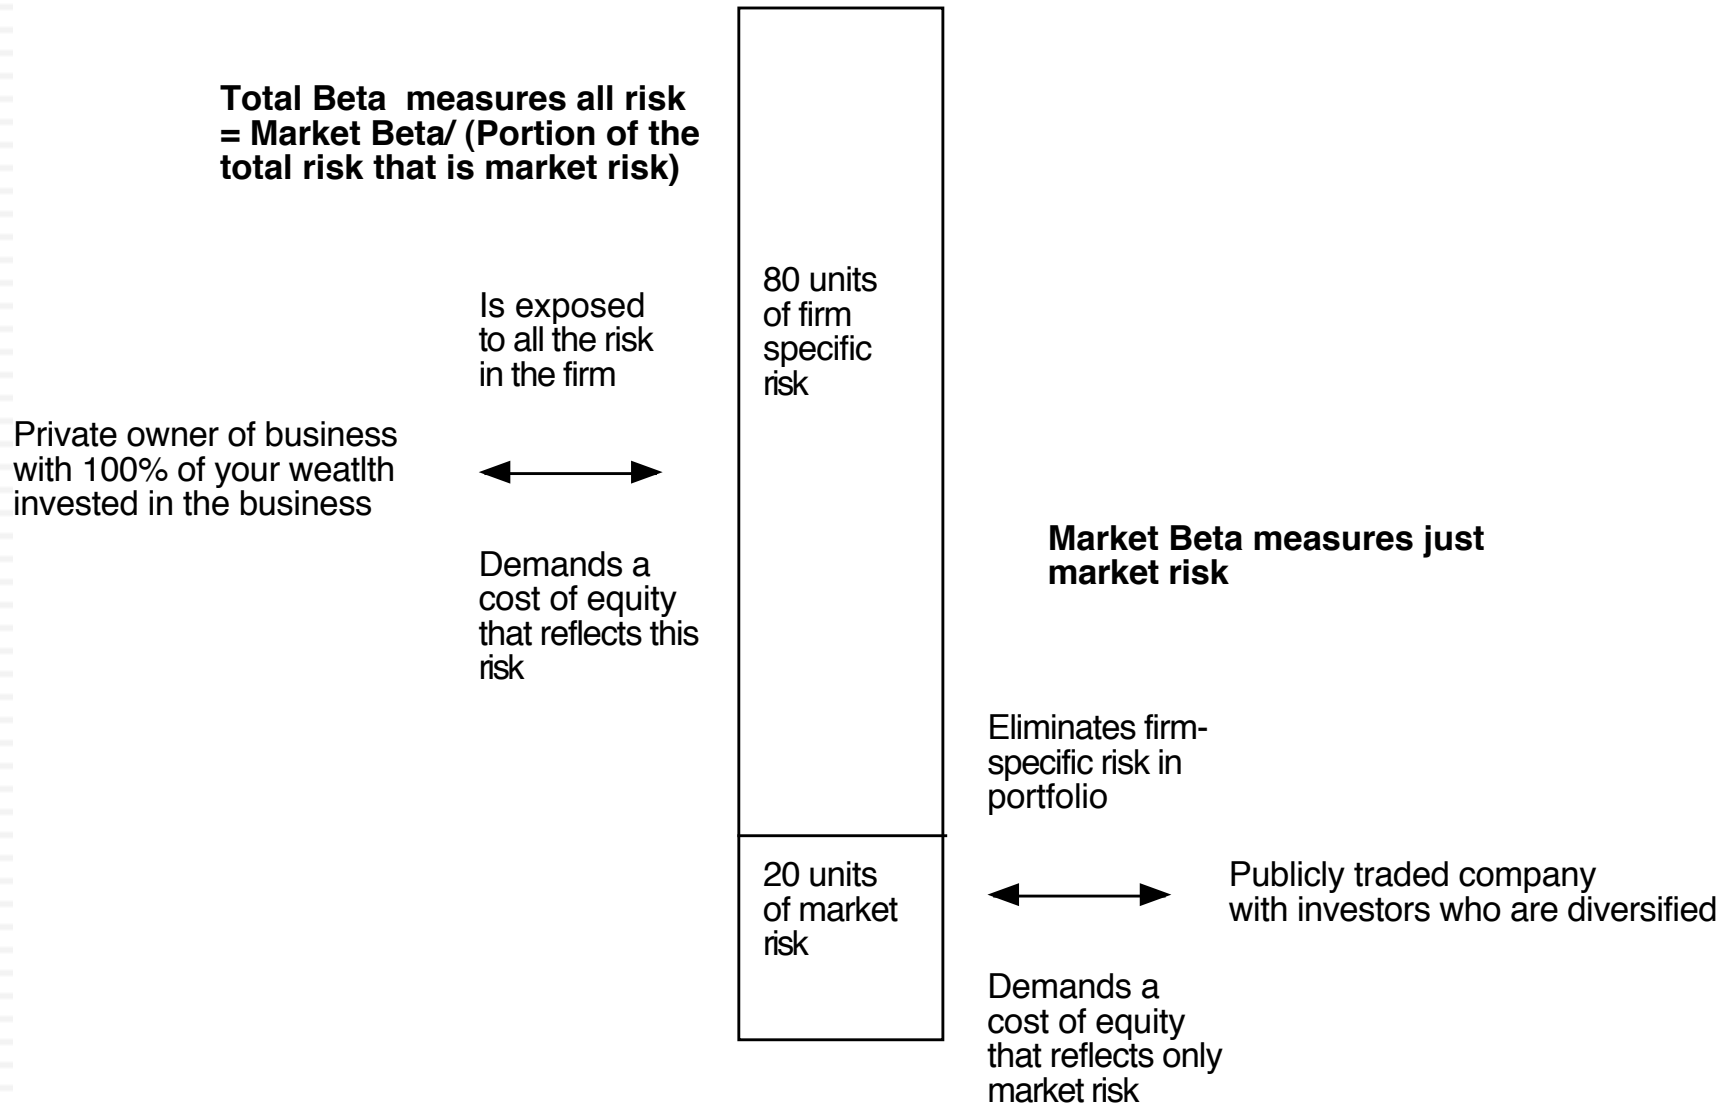 Total Beta  measures all risk
= Market Beta/ (Portion of the
total risk that is market risk)
80 units
of firm
specific
risk
Is exposed
to all the risk
in the firm
Private owner of business
with 100% of your weatlth
invested in the business
Demands a
cost of equity
that reflects this
risk
Market Beta measures just
market risk
Eliminates firm-
specific risk in
portfolio
20 units
of market
risk
Publicly traded company
with investors who are diversified
Demands a
cost of equity
that reflects only
market risk